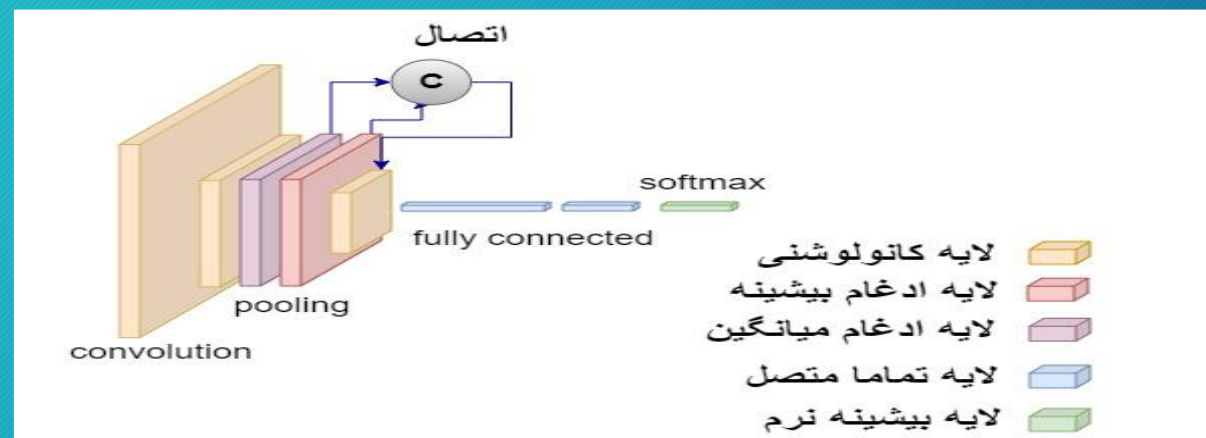 اتصال
C
softmax
fully connected
pooling
convolution
لایه کانولوشنی
لایه ادغام بیشینه
لایه ادغام میانگین
لایه تماما متصل
لایه بیشینه نرم